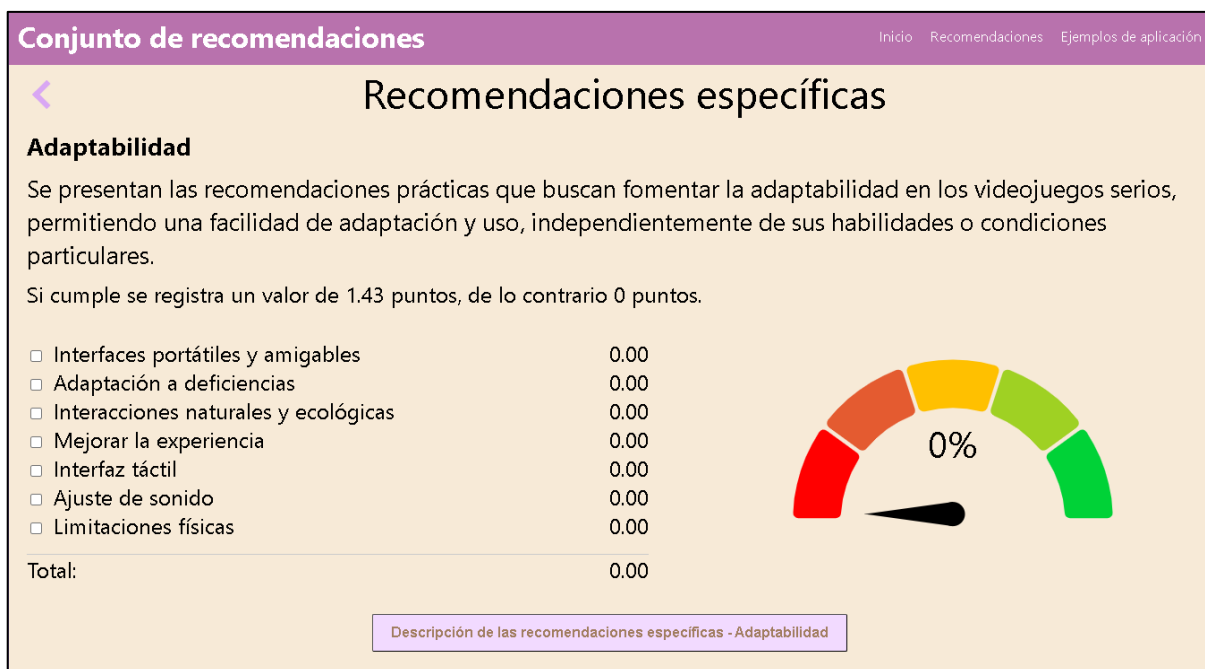 Conjunto de recomendaciones
Inicio Recomendaciones Ejemplos de aplicación
Recomendaciones específicas
Adaptabilidad
Se presentan las recomendaciones prácticas que buscan fomentar la adaptabilidad en los videojuegos serios,
permitiendo una facilidad de adaptación y uso, independientemente de sus habilidades o condiciones
particulares.
Si cumple se registra un valor de 1.43 puntos, de lo contrario 0 puntos.
Interfaces portátiles y amigables 0.00
Adaptación a deficiencias 0.00
Interacciones naturales y ecológicas 0.00
Mejorar la experiencia 0.00
Interfaz táctil 0.00
Ajuste de sonido 0.00
Limitaciones físicas 0.00
Total: 0.00
0%
Descripción de las recomendaciones específicas - Adaptabilidad